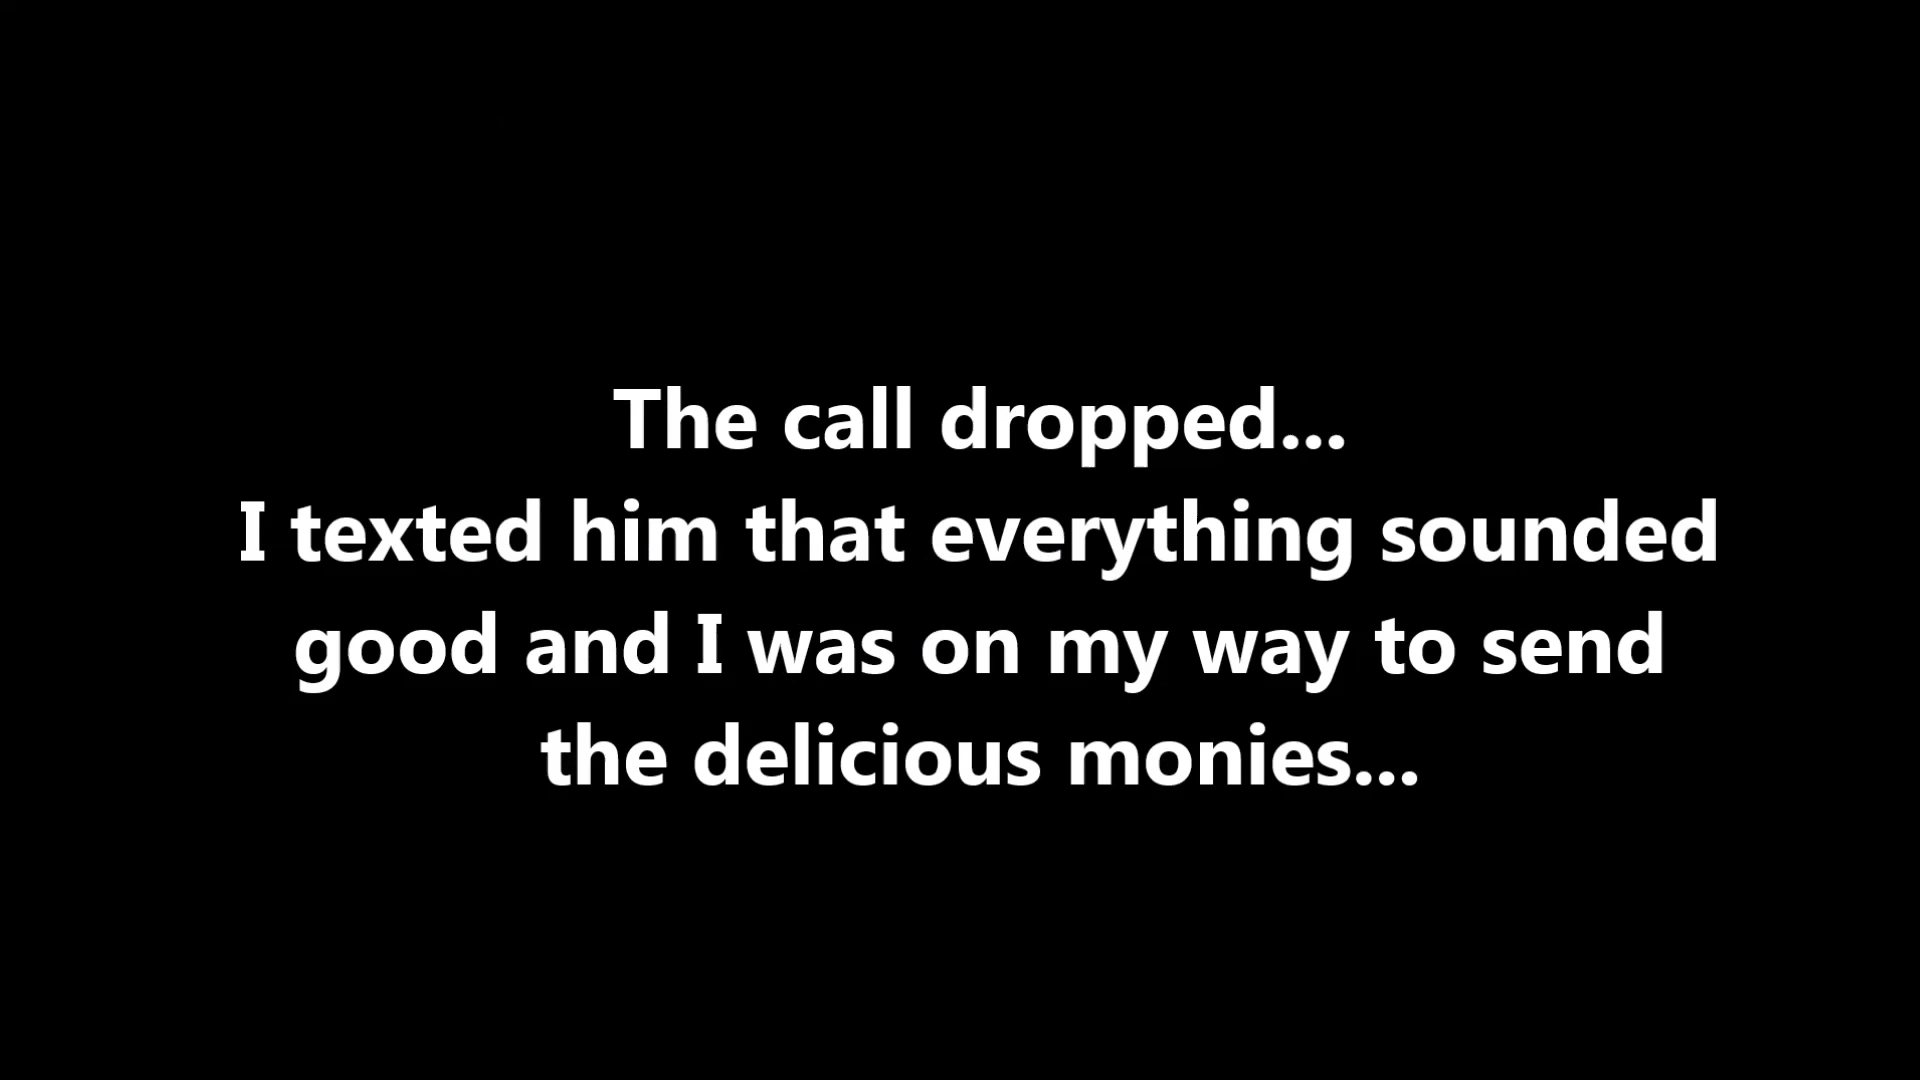 The call dropped...
I texted him that everything sounded
good and I was on my way to send
the delicious monies...